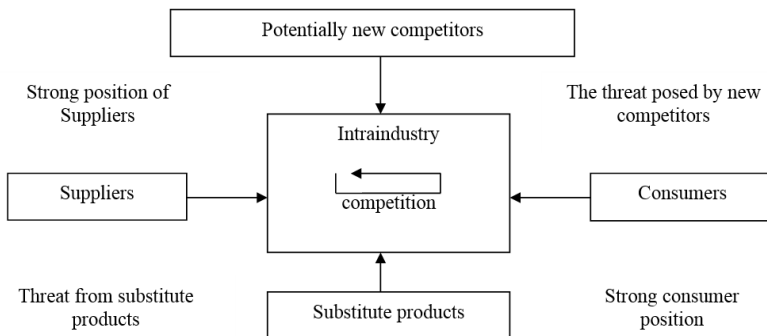 Potentially new competitors
Strong position of
Suppliers
The threat posed by new
competitors
Intraindustry
competition
Suppliers
Consumers
Threat from substitute
products
Substitute products
Strong consumer
position